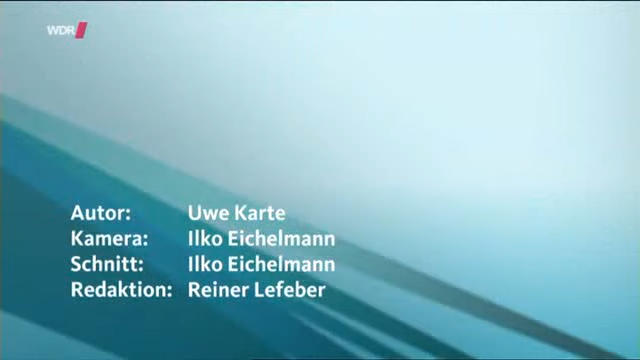 WDR
Autor: Uwe Karte
Kamera: Ilko Eichelmann
Schnitt: Ilko Eichelmann
Redaktion: Reiner Lefeber